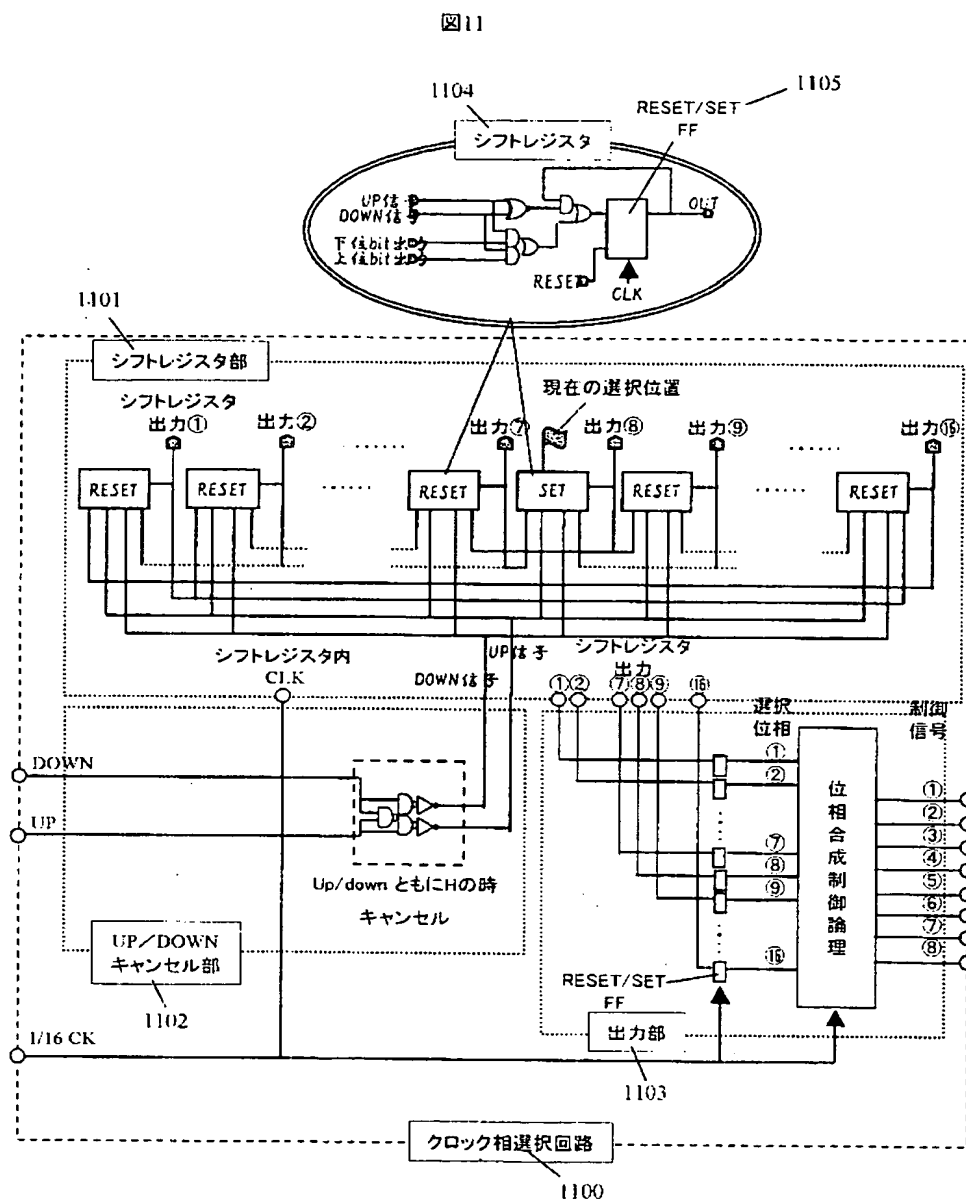 図11
1104
1105
シフトレジスタ
RESET/SET
FF
UP信号
DOWN信号
下位bit出力
上位bit出力
OUT
RESET
CLK
1101
シフトレジスタ部
現在の選択位置
シフトレジスタ
出力①
出力②
出力⑦
出力⑧
出力⑨
出力⑯
RESET
RESET
RESET
SET
RESET
RESET
シフトレジスタ内
CLK
UP信号
DOWN信号
シフトレジスタ
出力
① ② ⑦ ⑧ ⑨ ⑯
選択
位相
制御
信号
DOWN
UP
Up/down ともにHの時
キャンセル
UP/DOWN
キャンセル部
1102
①
②
⑦
⑧
⑨
⑯
位相合成制御論理
①
②
③
④
⑤
⑥
⑦
⑧
RESET/SET
FF
出力部
1103
1/16 CK
クロック相選択回路
1100